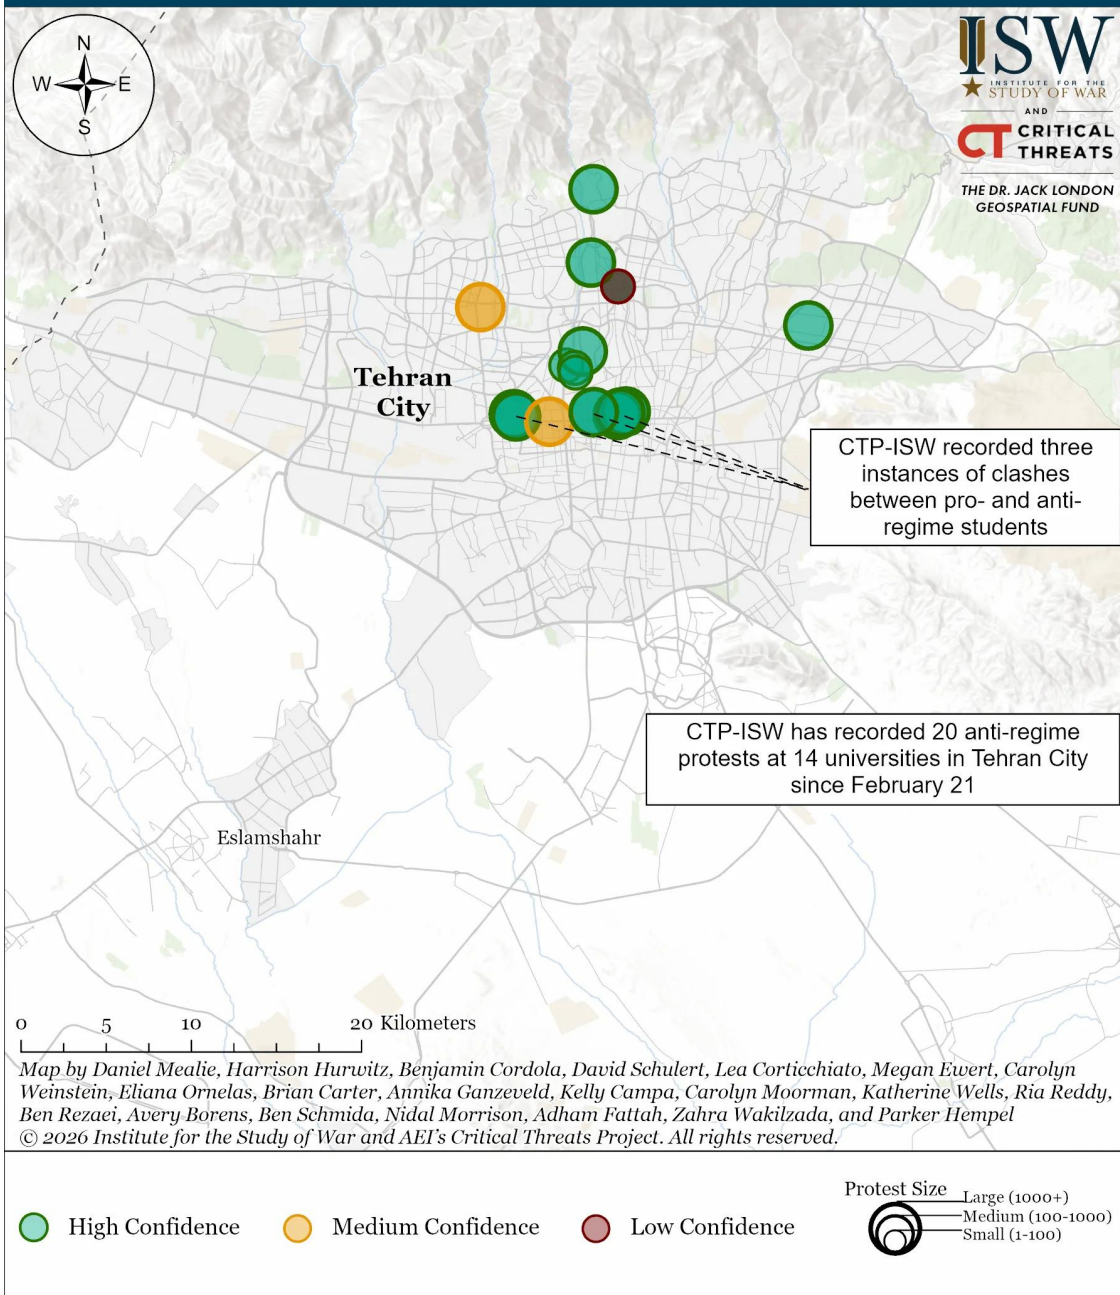 N
W
E
S
ISW
INSTITUTE FOR THE
STUDY OF WAR
AND
CT CRITICAL
THREATS
THE DR. JACK LONDON
GEOSPATIAL FUND
Tehran
City
CTP-ISW recorded three
instances of clashes
between pro- and anti-
regime students
CTP-ISW has recorded 20 anti-regime
protests at 14 universities in Tehran City
since February 21
Eslamshahr
0 5 10 20 Kilometers
Map by Daniel Mealie, Harrison Hurwitz, Benjamin Cordola, David Schulert, Lea Corticchiato, Megan Ewert, Carolyn
Weinstein, Eliana Ornelas, Brian Carter, Annika Ganzeveld, Kelly Campa, Carolyn Moorman, Katherine Wells, Ria Reddy,
Ben Rezaei, Avery Borens, Ben Schmida, Nidal Morrison, Adham Fattah, Zahra Wakilzada, and Parker Hempel
© 2026 Institute for the Study of War and AEI's Critical Threats Project. All rights reserved.
High Confidence
Medium Confidence
Low Confidence
Protest Size
Large (1000+)
Medium (100-1000)
Small (1-100)